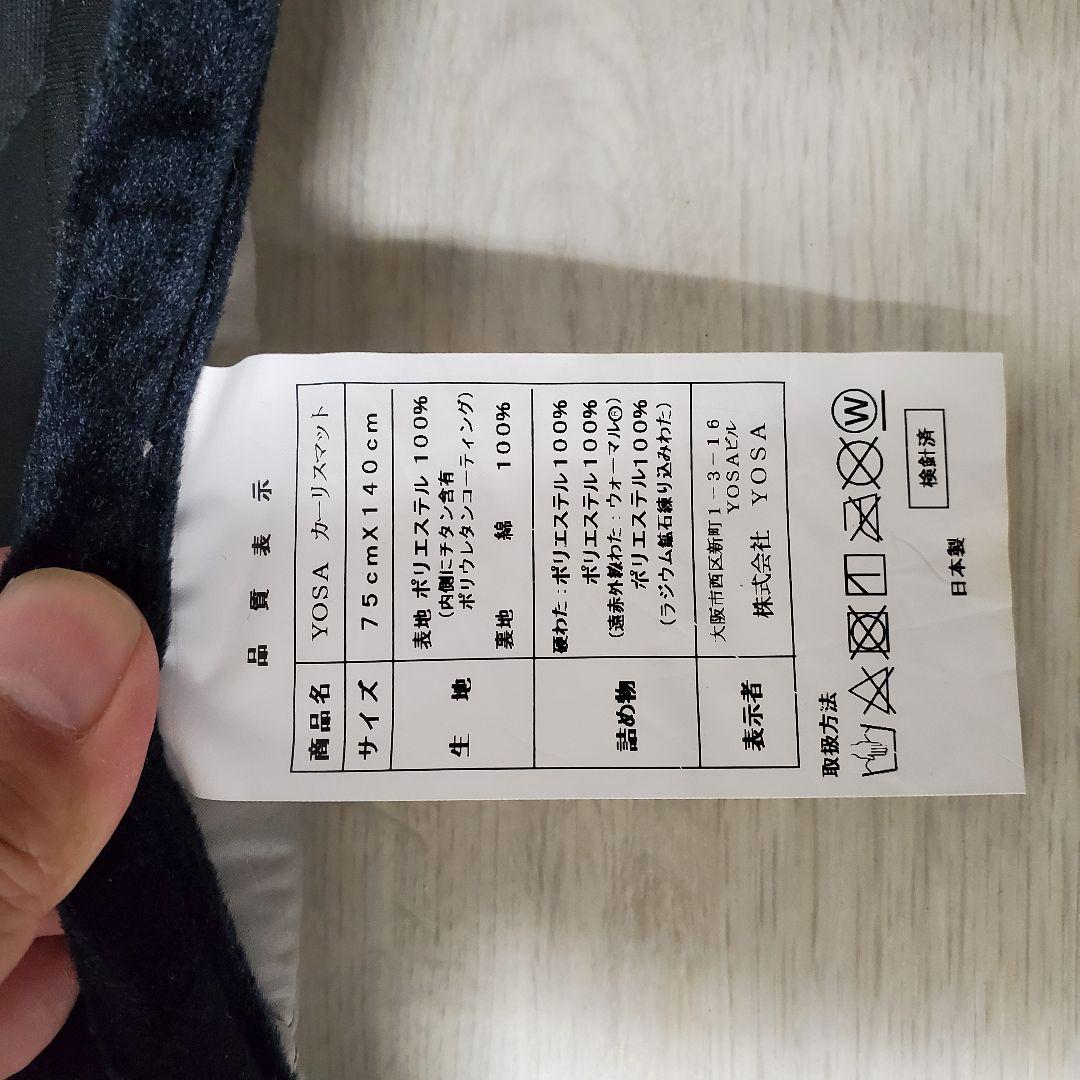 品質表示
商品名 YOSA カーリスマット
サイズ 75cmX140cm
生地 表地 ポリエステル 100%
(内側にチタン含有
ポリウレタンコーティング)
裏地 綿 100%
詰め物 硬わた：ポリエステル100%
ポリエステル100%
(遠赤外線わた：ウォーマル®)
ポリエステル100%
(ラジウム鉱石練り込みわた)
表示者 大阪市西区新町1-3-16
YOSAビル
株式会社 YOSA
取扱方法
W
検針済
日本製